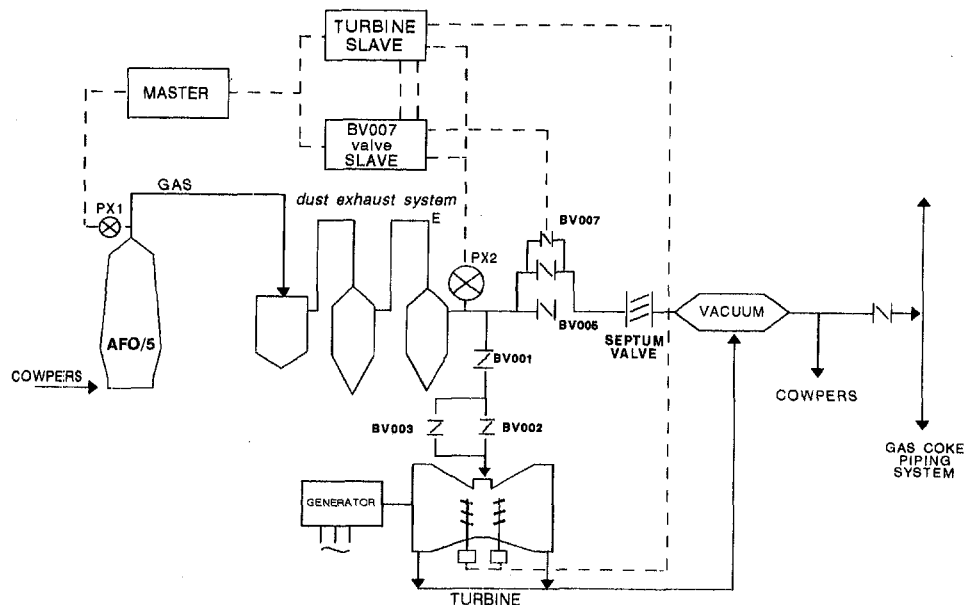 TURBINE
SLAVE
MASTER
BV007
valve
SLAVE
GAS
dust exhaust system
E
PX1
PX2
BV007
BV005
SEPTUM
VALVE
VACUUM
AFO/5
COWPERS
BV001
COWPERS
BV003
BV002
GAS COKE
PIPING
SYSTEM
GENERATOR
TURBINE